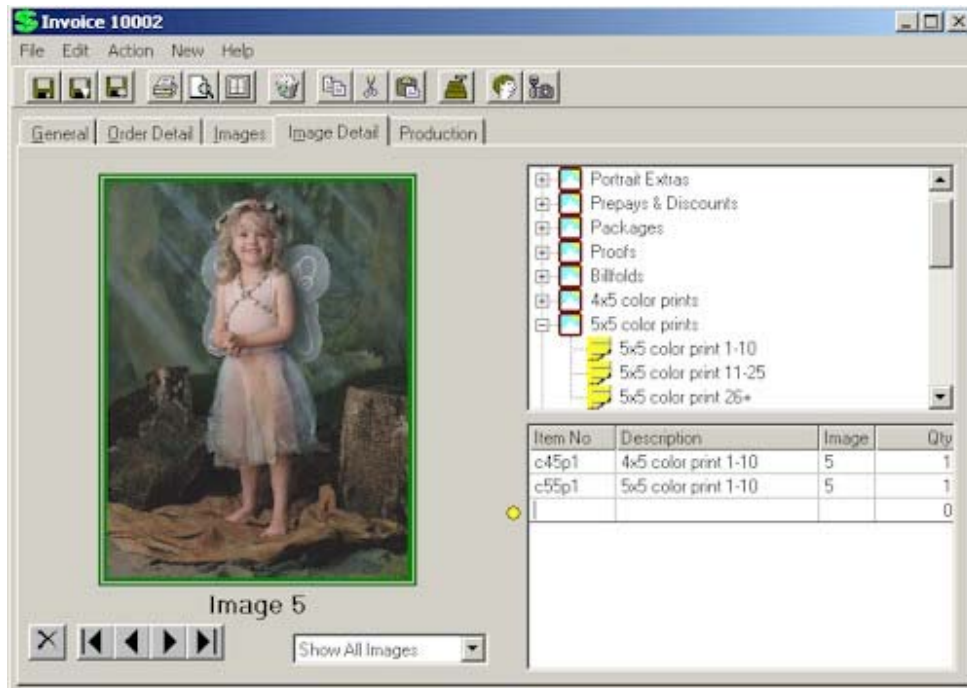 Invoice 10002
File Edit Action New Help
General Order Detail Images Image Detail Production
Portrait Extras
Prepays & Discounts
Packages
Proofs
Billfolds
4x5 color prints
5x5 color prints
5x5 color print 1-10
5x5 color print 11-25
5x5 color print 26+
Item No Description Image Qty
c45p1 4x5 color print 1-10 5 1
c55p1 5x5 color print 1-10 5 1
0
Image 5
Show All Images